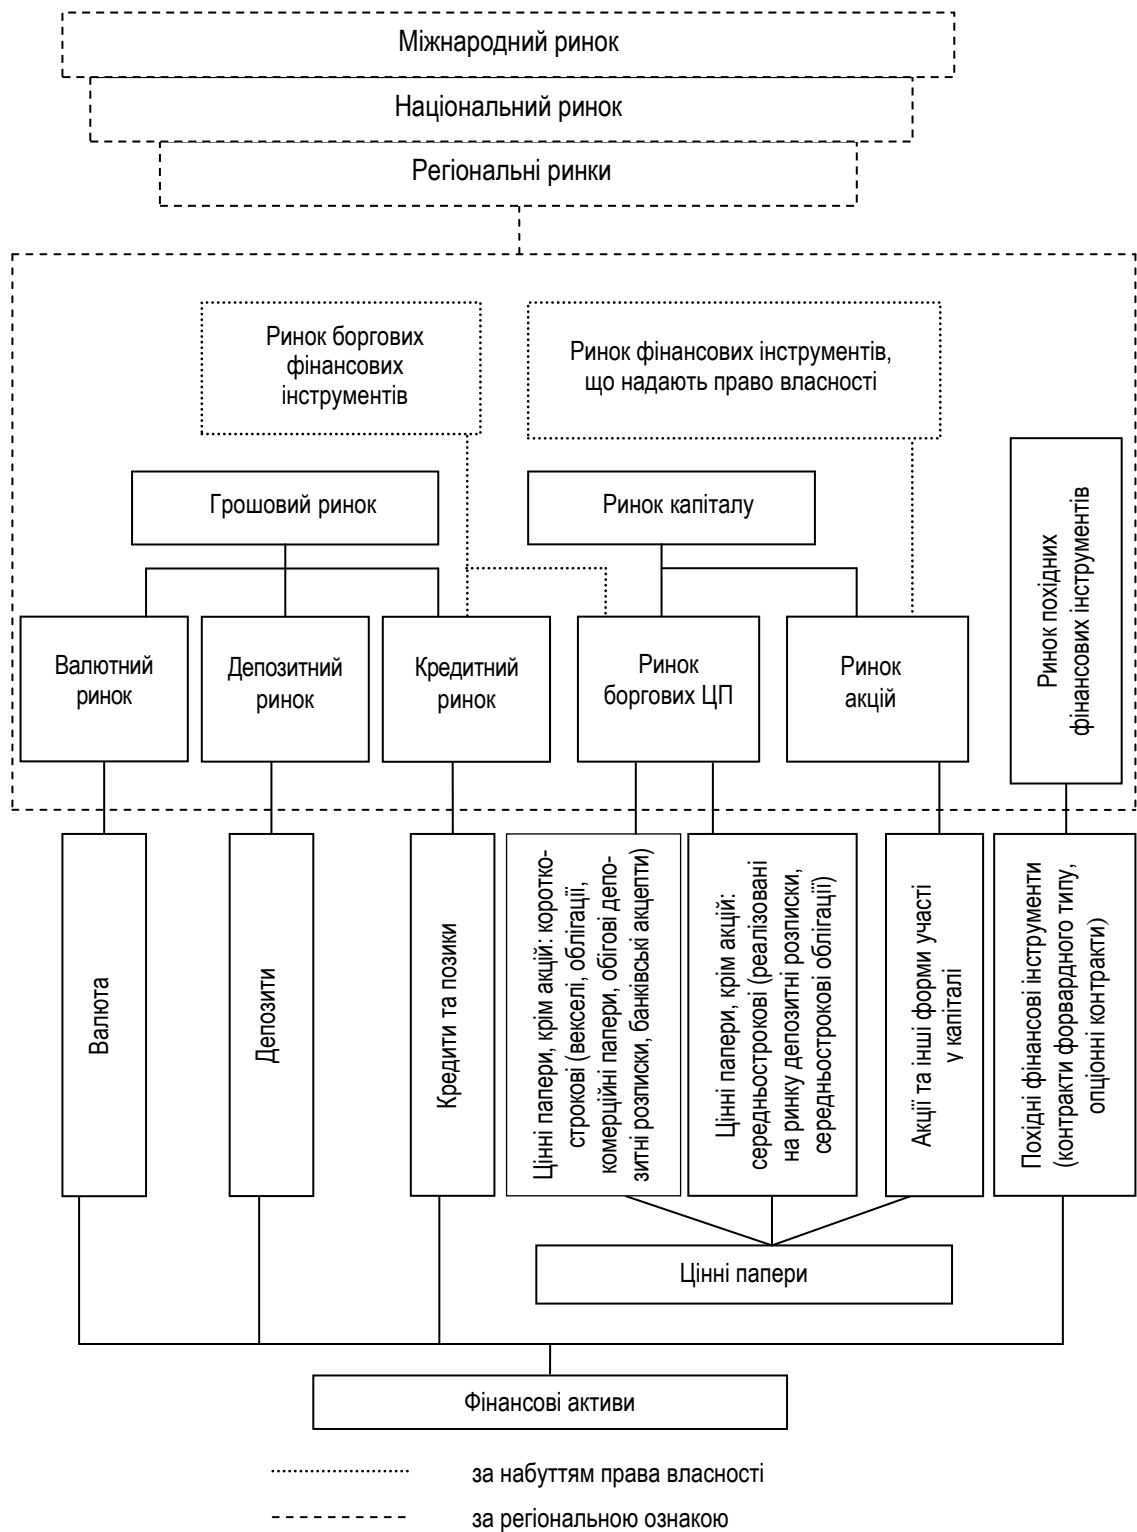 Міжнародний ринок
Національний ринок
Регіональні ринки
Ринок боргових
фінансових
інструментів
Ринок фінансових інструментів,
що надають право власності
Грошовий ринок
Ринок капіталу
Ринок похідних
фінансових інструментів
Валютний
ринок
Депозитний
ринок
Кредитний
ринок
Ринок
боргових ЦП
Ринок
акцій
Валюта
Депозити
Кредити та позики
Цінні папери, крім акцій: коротко-
строкові (векселі, облігації,
комерційні папери, обігові депо-
зитні розписки, банківські акцепти)
Цінні папери, крім акцій:
середньострокові (реалізовані
на ринку депозитні розписки,
середньострокові облігації)
Акції та інші форми участі
у капіталі
Похідні фінансові інструменти
(контракти форвардного типу,
опціонні контракти)
Цінні папери
Фінансові активи
за набуттям права власності
за регіональною ознакою